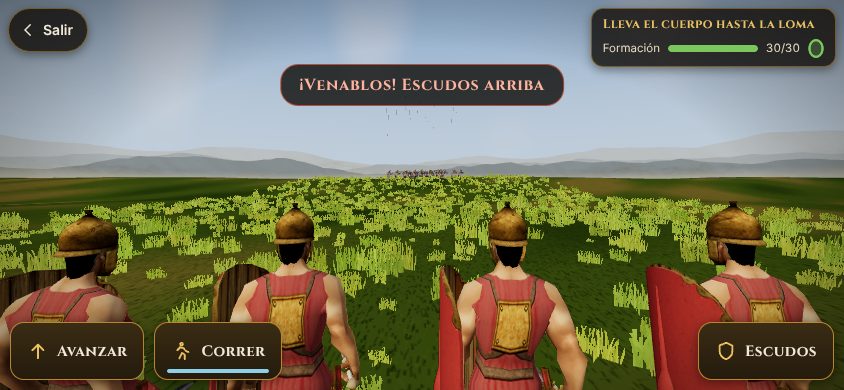 Salir
Lleva el cuerpo hasta la loma
Formación 30/30
¡Venablos! Escudos arriba
Avanzar
Correr
Escudos